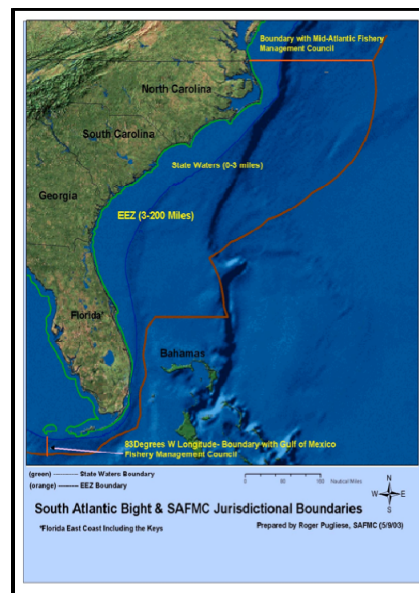 Boundary with Mid-Atlantic Fishery
Management Council
North Carolina
South Carolina
State Waters (0-3 miles)
Georgia
EEZ (3-200 Miles)
Florida*
Bahamas
83Degrees W Longitude- Boundary with Gulf of Mexico
Fishery Management Council
(green) ---------- State Waters Boundary
(orange) ---------- EEZ Boundary
Nautical Miles
N
W E
S
South Atlantic Bight & SAFMC Jurisdictional Boundaries
*Florida East Coast Including the Keys
Prepared by Roger Pugliese, SAFMC (5/9/03)